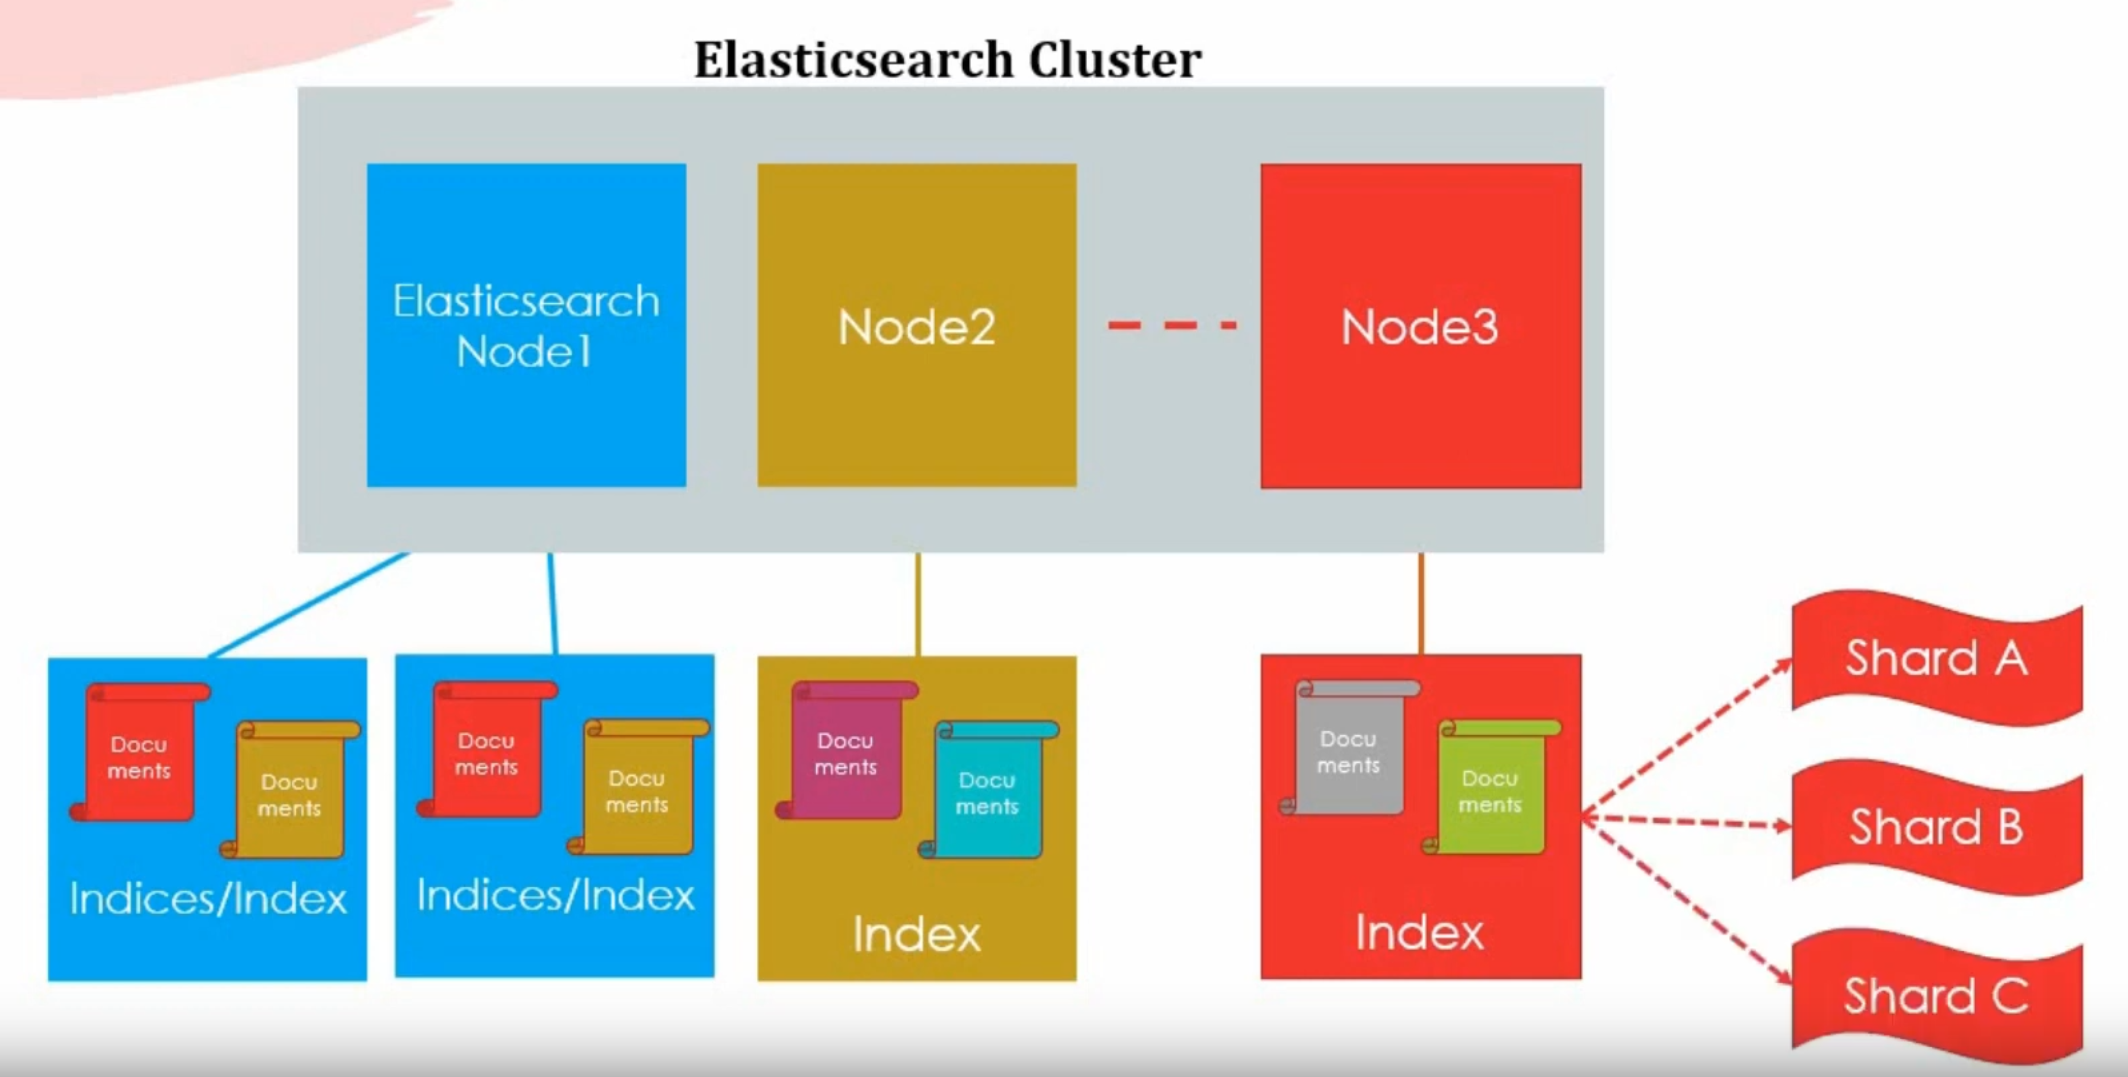 Elasticsearch Cluster
Elasticsearch
Node1
Node2
Node3
Docu
ments
Docu
ments
Indices/Index
Docu
ments
Docu
ments
Indices/Index
Docu
ments
Docu
ments
Index
Docu
ments
Docu
ments
Index
Shard A
Shard B
Shard C